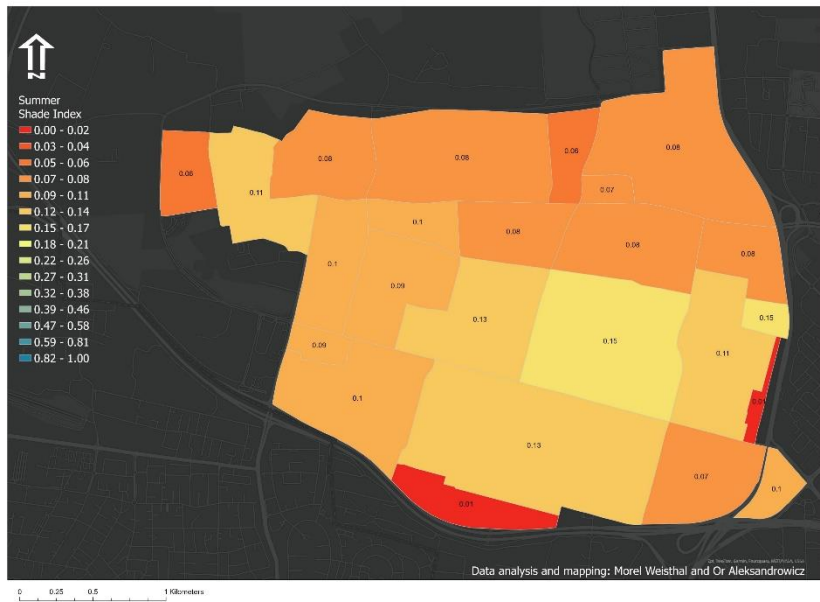 N
Summer
Shade Index
0.00 - 0.02
0.03 - 0.04
0.05 - 0.06
0.07 - 0.08
0.09 - 0.11
0.12 - 0.14
0.15 - 0.17
0.18 - 0.21
0.22 - 0.26
0.27 - 0.31
0.32 - 0.38
0.39 - 0.46
0.47 - 0.58
0.59 - 0.81
0.82 - 1.00
0.08
0.08
0.08
0.06
0.06
0.11
0.07
0.1
0.08
0.08
0.08
0.1
0.09
0.13
0.15
0.15
0.11
0.09
0.1
0.01
0.13
0.07
0.1
0.01
Data analysis and mapping: Morel Weisthal and Or Aleksandrowicz
0 0.25 0.5 1 Kilometers